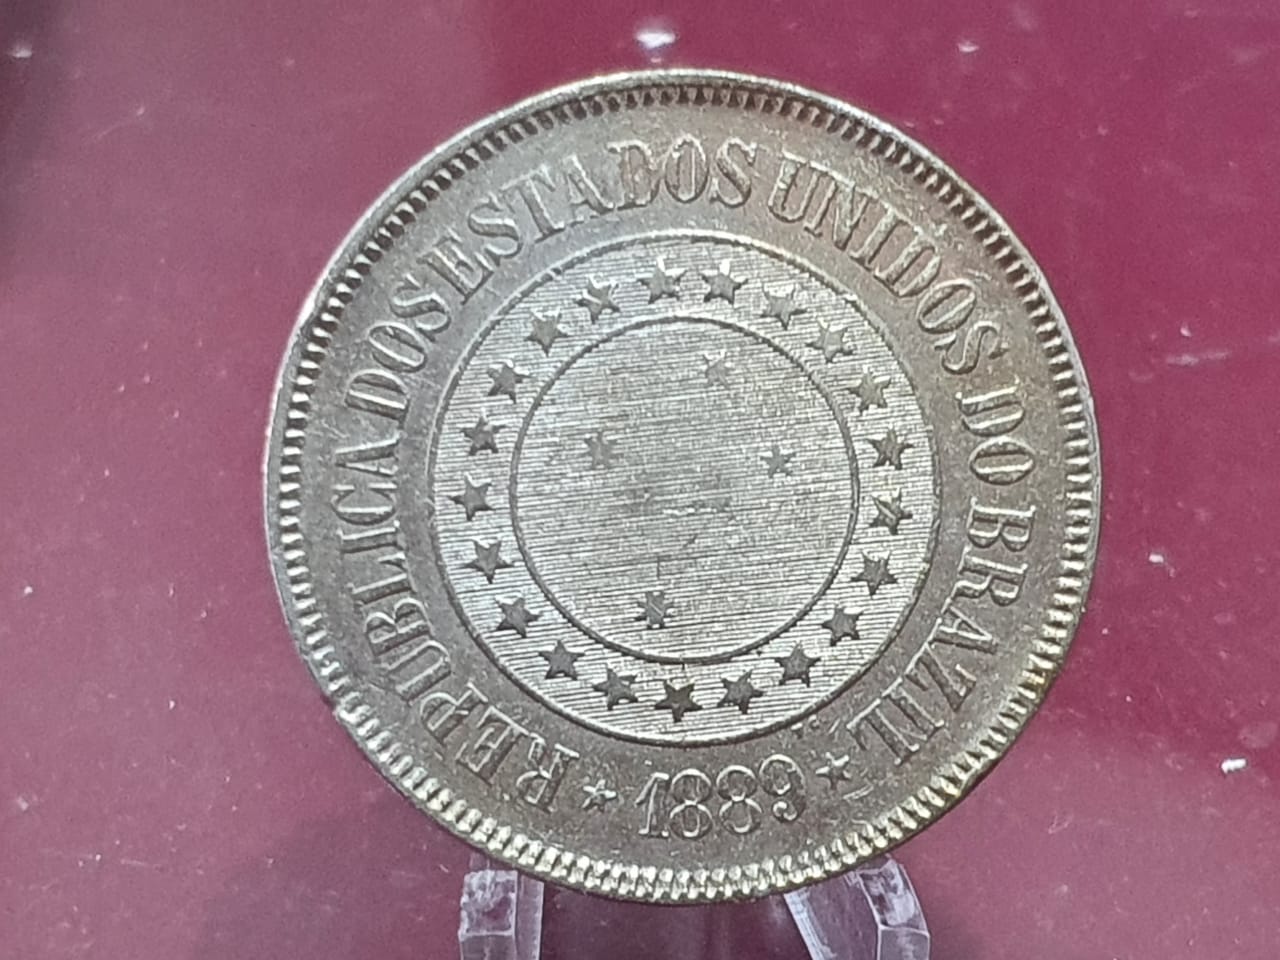 REPUBLICA DOS ESTADOS UNIDOS DO BRAZIL
★ 1889 ★